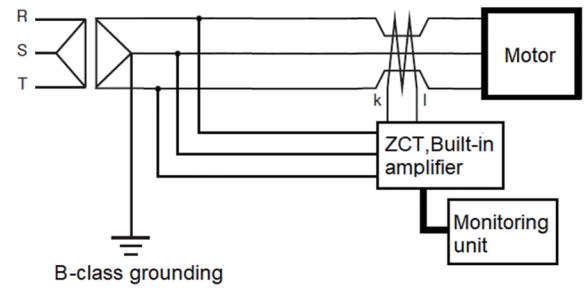 R
S
T
Motor
k l
ZCT,Built-in
amplifier
Monitoring
unit
B-class grounding